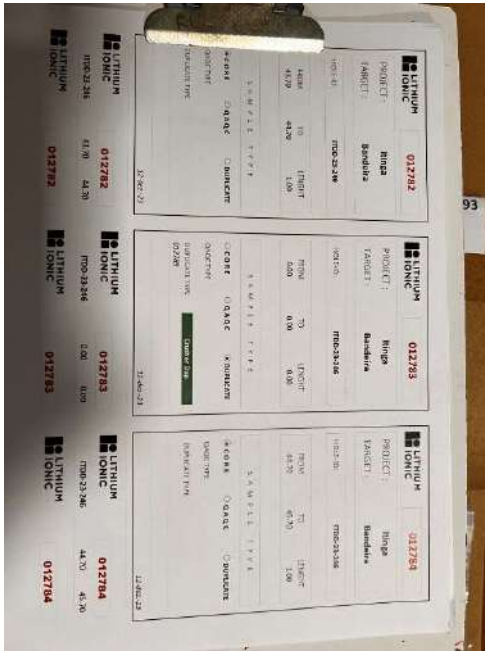 LITHIUM IONIC
012782
PROJECT : Itinga
TARGET : Bandeira
HOLE-ID: ITDD-23-246
FROM TO LENGHT
43.70 44.70 1.00
SAMPLE TYPE
CORE QAQC DUPLICATE
QAQC TYPE
DUPLICATE TYPE
12-dez.-23
LITHIUM IONIC 012782
ITDD-23-246 43.70 44.70
LITHIUM IONIC 012782
LITHIUM IONIC
012783
PROJECT : Itinga
TARGET : Bandeira
HOLE-ID: ITDD-23-246
FROM TO LENGHT
0.00 0.00 0.00
SAMPLE TYPE
CORE QAQC DUPLICATE
QAQC TYPE
DUPLICATE TYPE Crusher Dup
12-dez.-23
LITHIUM IONIC 012783
ITDD-23-246 0.00 0.00
LITHIUM IONIC 012783
LITHIUM IONIC
012784
PROJECT : Itinga
TARGET : Bandeira
HOLE-ID: ITDD-23-246
FROM TO LENGHT
44.70 45.70 1.00
SAMPLE TYPE
CORE QAQC DUPLICATE
QAQC TYPE
DUPLICATE TYPE
12-dez.-23
LITHIUM IONIC 012784
ITDD-23-246 44.70 45.70
LITHIUM IONIC 012784
93